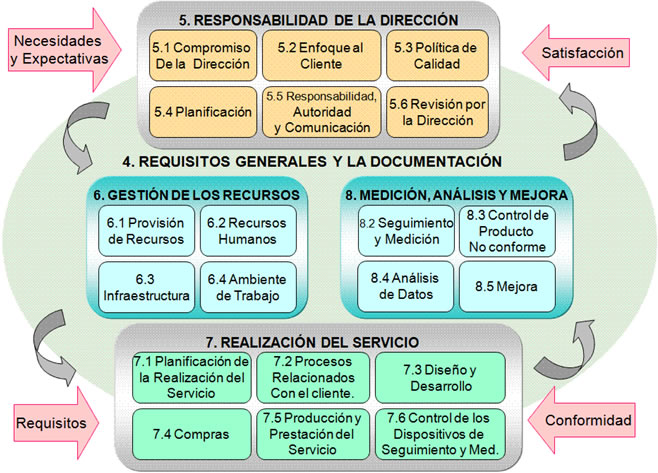 5. RESPONSABILIDAD DE LA DIRECCIÓN
Necesidades
y Expectativas
5.1 Compromiso
De la Dirección
5.2 Enfoque al
Cliente
5.3 Política de
Calidad
Satisfacción
5.4 Planificación
5.5 Responsabilidad,
Autoridad
y Comunicación
5.6 Revisión por
la Dirección
4. REQUISITOS GENERALES Y LA DOCUMENTACIÓN
6. GESTIÓN DE LOS RECURSOS
6.1 Provisión
de Recursos
6.2 Recursos
Humanos
6.3
Infraestructura
6.4 Ambiente
de Trabajo
8. MEDICIÓN, ANÁLISIS Y MEJORA
8.2 Seguimiento
y Medición
8.3 Control de
Producto
No conforme
8.4 Análisis
de Datos
8.5 Mejora
7. REALIZACIÓN DEL SERVICIO
7.1 Planificación de
la Realización del
Servicio
7.2 Procesos
Relacionados
Con el cliente.
7.3 Diseño y
Desarrollo
Requisitos
7.4 Compras
7.5 Producción y
Prestación del
Servicio
7.6 Control de los
Dispositivos de
Seguimiento y Med.
Conformidad